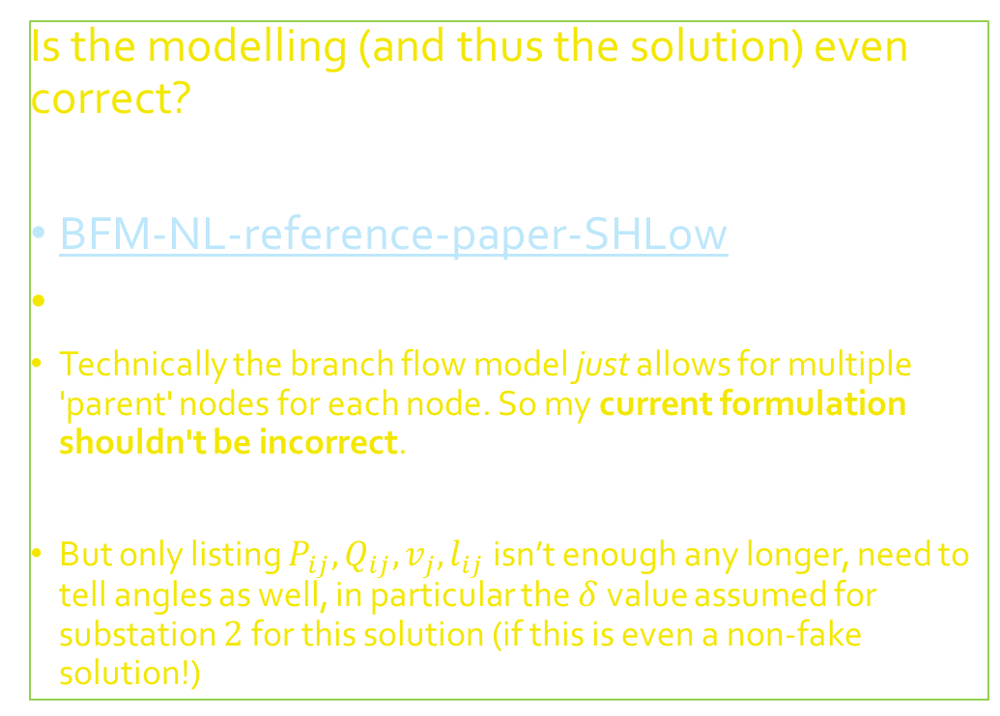 Is the modelling (and thus the solution) even
correct?
• BFM-NL-reference-paper-SHLow
•
• Technically the branch flow model just allows for multiple
'parent' nodes for each node. So my current formulation
shouldn't be incorrect.
• But only listing P_{ij}, Q_{ij}, v_j, l_{ij} isn’t enough any longer, need to
tell angles as well, in particular the δ value assumed for
substation 2 for this solution (if this is even a non-fake
solution!)